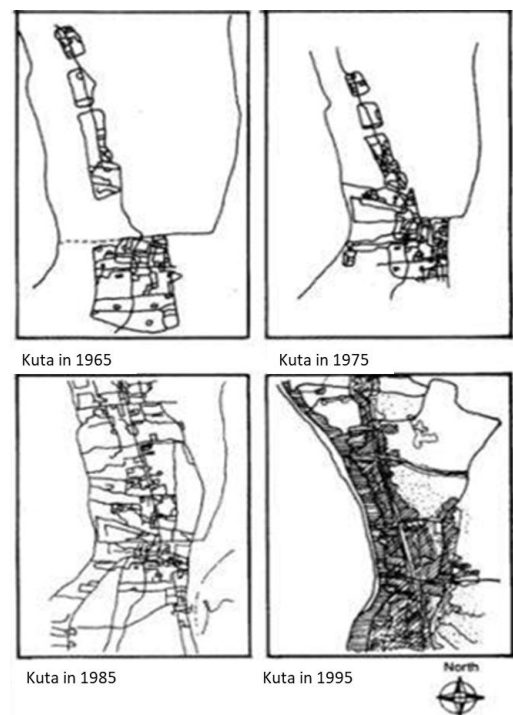 Kuta in 1965
Kuta in 1975
Kuta in 1985
Kuta in 1995
North